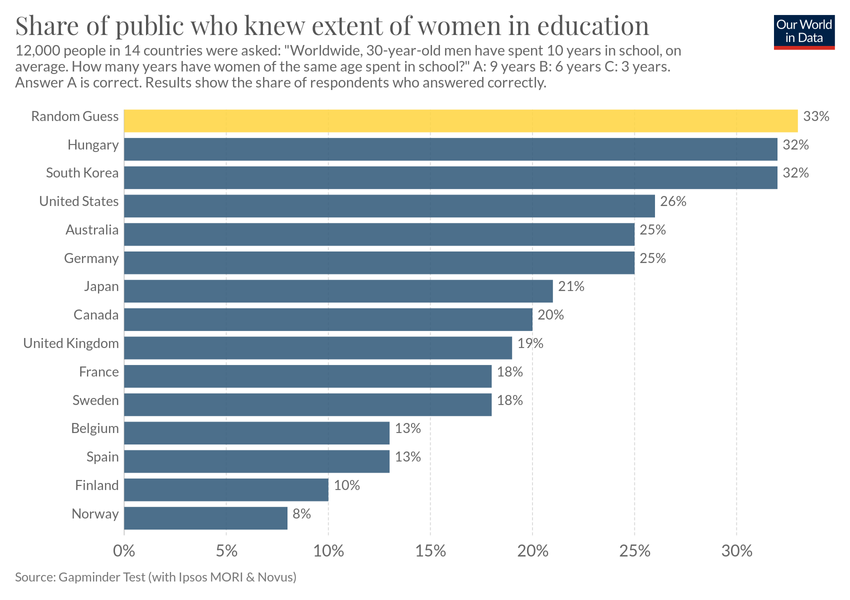 Share of public who knew extent of women in education
Our World
in Data
12,000 people in 14 countries were asked: "Worldwide, 30-year-old men have spent 10 years in school, on
average. How many years have women of the same age spent in school?" A: 9 years B: 6 years C: 3 years.
Answer A is correct. Results show the share of respondents who answered correctly.
Random Guess 33%
Hungary 32%
South Korea 32%
United States 26%
Australia 25%
Germany 25%
Japan 21%
Canada 20%
United Kingdom 19%
France 18%
Sweden 18%
Belgium 13%
Spain 13%
Finland 10%
Norway 8%
0% 5% 10% 15% 20% 25% 30%
Source: Gapminder Test (with Ipsos MORI & Novus)